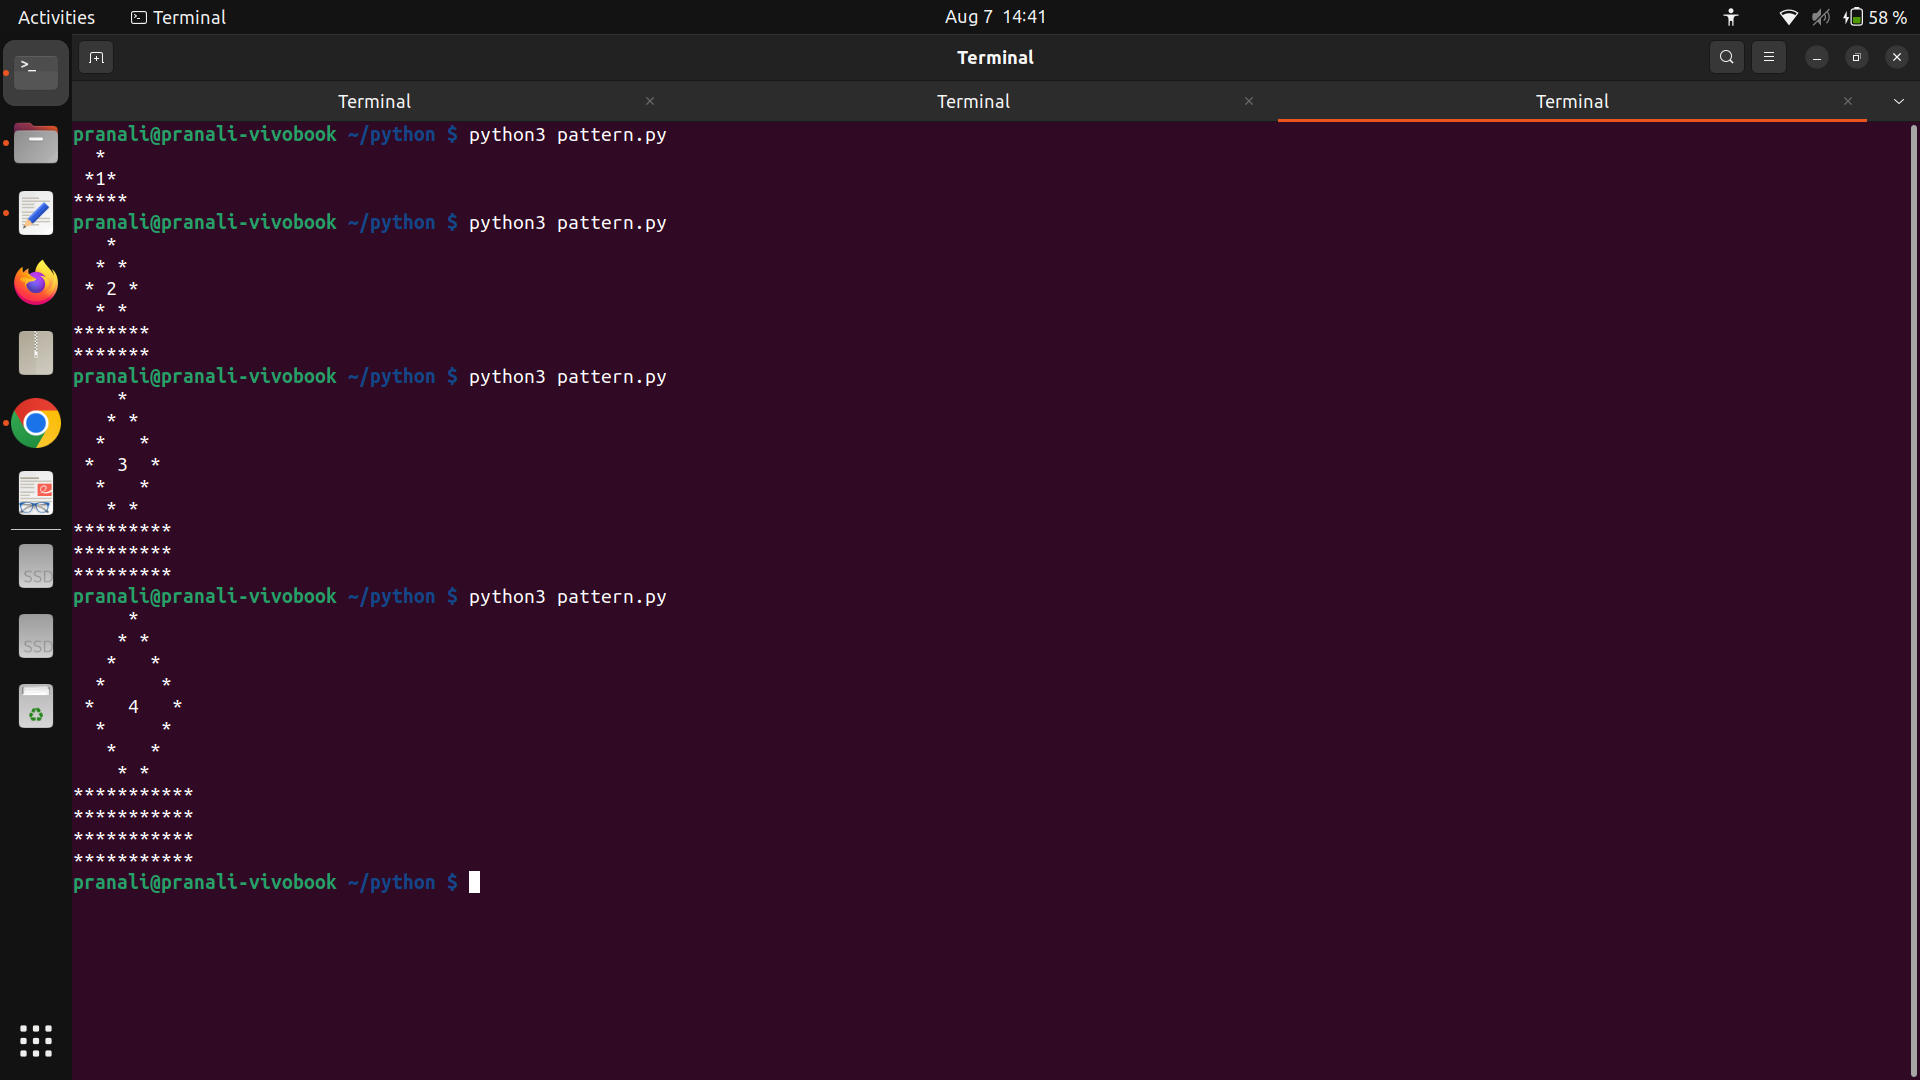 Activities Terminal Aug 7 14:41 58 %
Terminal
Terminal Terminal Terminal
pranali@pranali-vivobook ~/python $ python3 pattern.py
  *
 *1*
*****
pranali@pranali-vivobook ~/python $ python3 pattern.py
   *
  * *
 * 2 *
  * *
*******
*******
pranali@pranali-vivobook ~/python $ python3 pattern.py
    *
   * *
  *   *
 *  3  *
  *   *
   * *
*********
*********
*********
pranali@pranali-vivobook ~/python $ python3 pattern.py
     *
    * *
   *   *
  *     *
 *   4   *
  *     *
   *   *
    * *
***********
***********
***********
***********
pranali@pranali-vivobook ~/python $
SSD
SSD